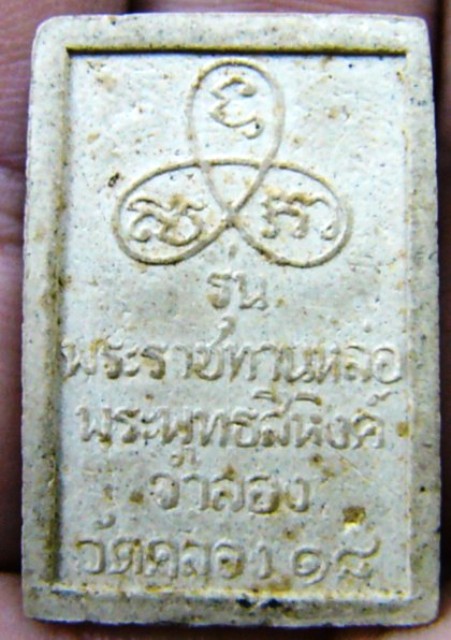 รุ่น
พระราชทานหล่อ
พระพุทธสิหิงค์
จำลอง
วัดคลอง ๑๘